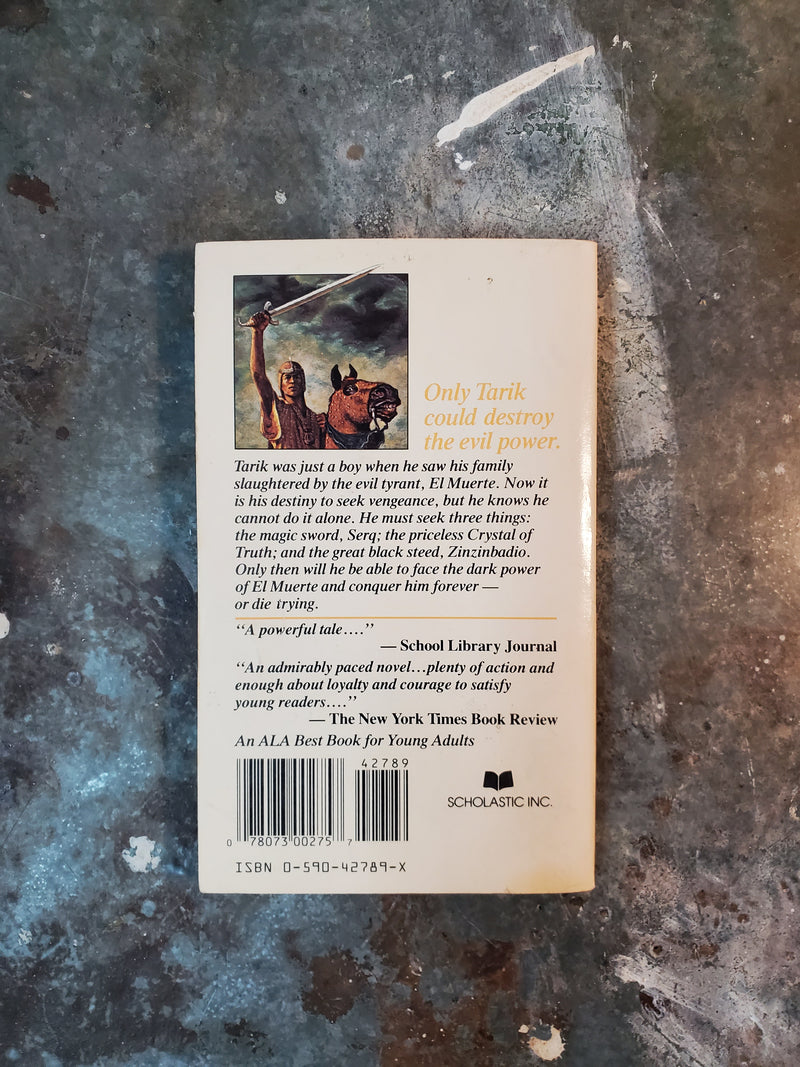 Only Tarik
could destroy
the evil power.
Tarik was just a boy when he saw his family
slaughtered by the evil tyrant, El Muerte. Now it
is his destiny to seek vengeance, but he knows he
cannot do it alone. He must seek three things:
the magic sword, Serq; the priceless Crystal of
Truth; and the great black steed, Zinzinbadio.
Only then will he be able to face the dark power
of El Muerte and conquer him forever —
or die trying.
“A powerful tale....”
— School Library Journal
“An admirably paced novel...plenty of action and
enough about loyalty and courage to satisfy
young readers....”
— The New York Times Book Review
An ALA Best Book for Young Adults
42789
0 78073 00275 7
SCHOLASTIC INC.
ISBN 0-590-42789-X